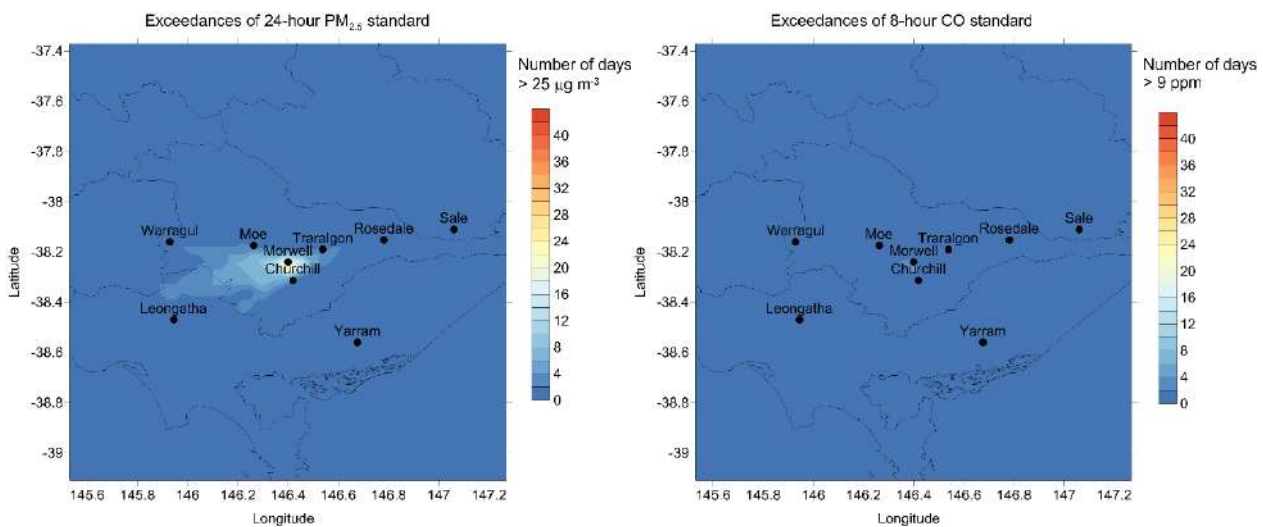 Exceedances of 24-hour PM2.5 standard
Number of days
> 25 μg m-3
-37.4
-37.6
-37.8
-38
-38.2
-38.4
-38.6
-38.8
-39
Latitude
145.6 145.8 146 146.2 146.4 146.6 146.8 147 147.2
Longitude
40
36
32
28
24
20
16
12
8
4
0
Sale
Rosedale
Warragul
Moe
Traralgon
Morwell
Churchill
Leongatha
Yarram
Exceedances of 8-hour CO standard
Number of days
> 9 ppm
-37.4
-37.6
-37.8
-38
-38.2
-38.4
-38.6
-38.8
-39
Latitude
145.6 145.8 146 146.2 146.4 146.6 146.8 147 147.2
Longitude
40
36
32
28
24
20
16
12
8
4
0
Sale
Rosedale
Warragul
Moe
Traralgon
Morwell
Churchill
Leongatha
Yarram